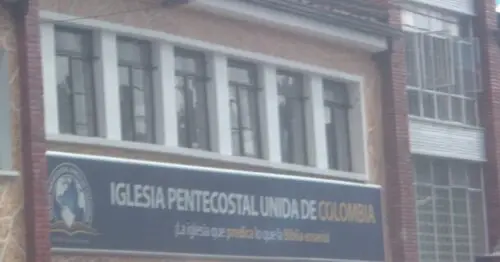 IGLESIA PENTECOSTAL UNIDA DE COLOMBIA
¡La iglesia que predica lo que la Biblia enseña!